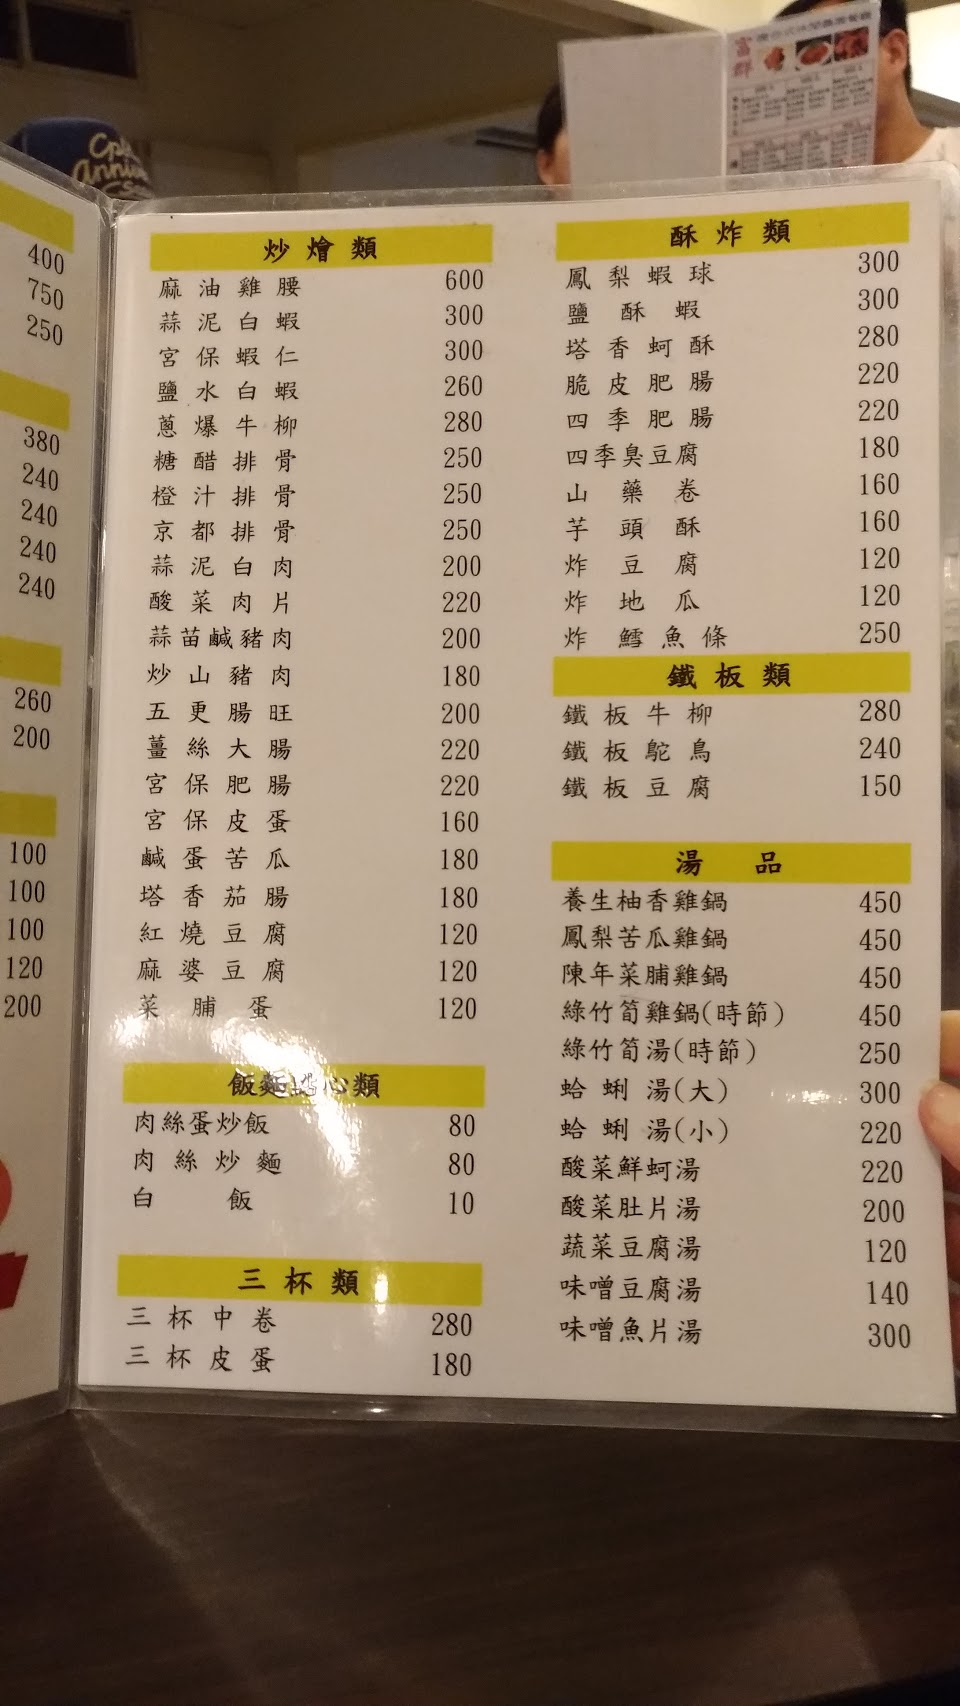 富群
400
750
250
380
240
240
240
240
260
200
100
100
100
120
200
炒燴類
麻油雞腰 600
蒜泥白蝦 300
宮保蝦仁 300
鹽水白蝦 260
蔥爆牛柳 280
糖醋排骨 250
橙汁排骨 250
京都排骨 250
蒜泥白肉 200
酸菜肉片 220
蒜苗鹹豬肉 200
炒山豬肉 180
五更腸旺 200
薑絲大腸 220
宮保肥腸 220
宮保皮蛋 160
鹹蛋苦瓜 180
塔香茄腸 180
紅燒豆腐 120
麻婆豆腐 120
菜脯蛋 120
飯麵點心類
肉絲蛋炒飯 80
肉絲炒麵 80
白飯 10
三杯類
三杯中卷 280
三杯皮蛋 180
酥炸類
鳳梨蝦球 300
鹽酥蝦 300
塔香蚵酥 280
脆皮肥腸 220
四季肥腸 220
四季臭豆腐 180
山藥卷 160
芋頭酥 160
炸豆腐 120
炸地瓜 120
炸鱈魚條 250
鐵板類
鐵板牛柳 280
鐵板鴕鳥 240
鐵板豆腐 150
湯品
養生柚香雞鍋 450
鳳梨苦瓜雞鍋 450
陳年菜脯雞鍋 450
綠竹筍雞鍋(時節) 450
綠竹筍湯(時節) 250
蛤蜊湯(大) 300
蛤蜊湯(小) 220
酸菜鮮蚵湯 220
酸菜肚片湯 200
蔬菜豆腐湯 120
味噌豆腐湯 140
味噌魚片湯 300